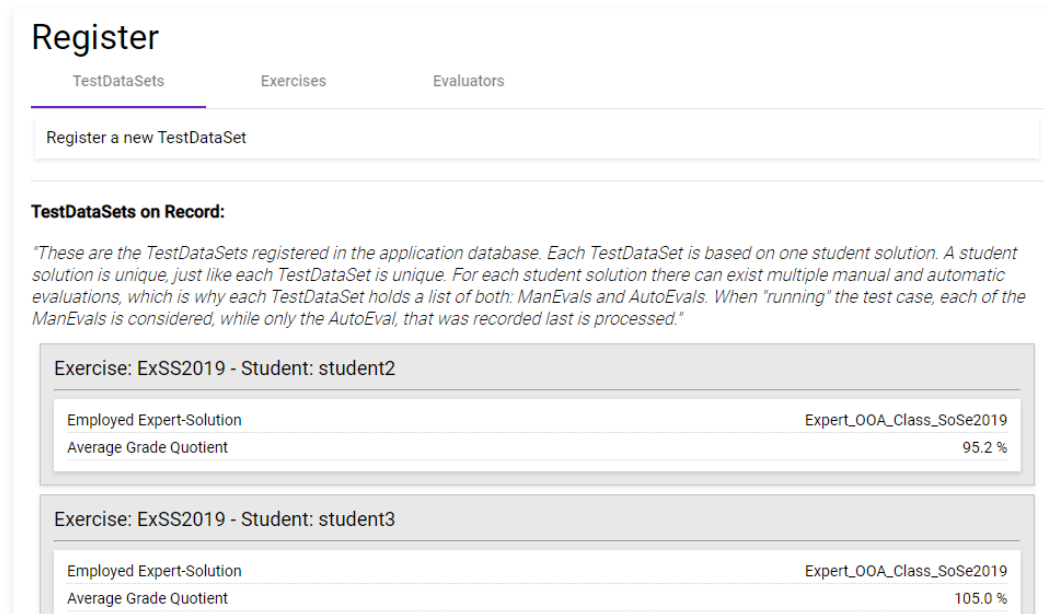 Register
TestDataSets Exercises Evaluators
Register a new TestDataSet
TestDataSets on Record:
"These are the TestDataSets registered in the application database. Each TestDataSet is based on one student solution. A student
solution is unique, just like each TestDataSet is unique. For each student solution there can exist multiple manual and automatic
evaluations, which is why each TestDataSet holds a list of both: ManEvals and AutoEvals. When "running" the test case, each of the
ManEvals is considered, while only the AutoEval, that was recorded last is processed."
Exercise: ExSS2019 - Student: student2
Employed Expert-Solution Expert_OOA_Class_SoSe2019
Average Grade Quotient 95.2 %
Exercise: ExSS2019 - Student: student3
Employed Expert-Solution Expert_OOA_Class_SoSe2019
Average Grade Quotient 105.0 %